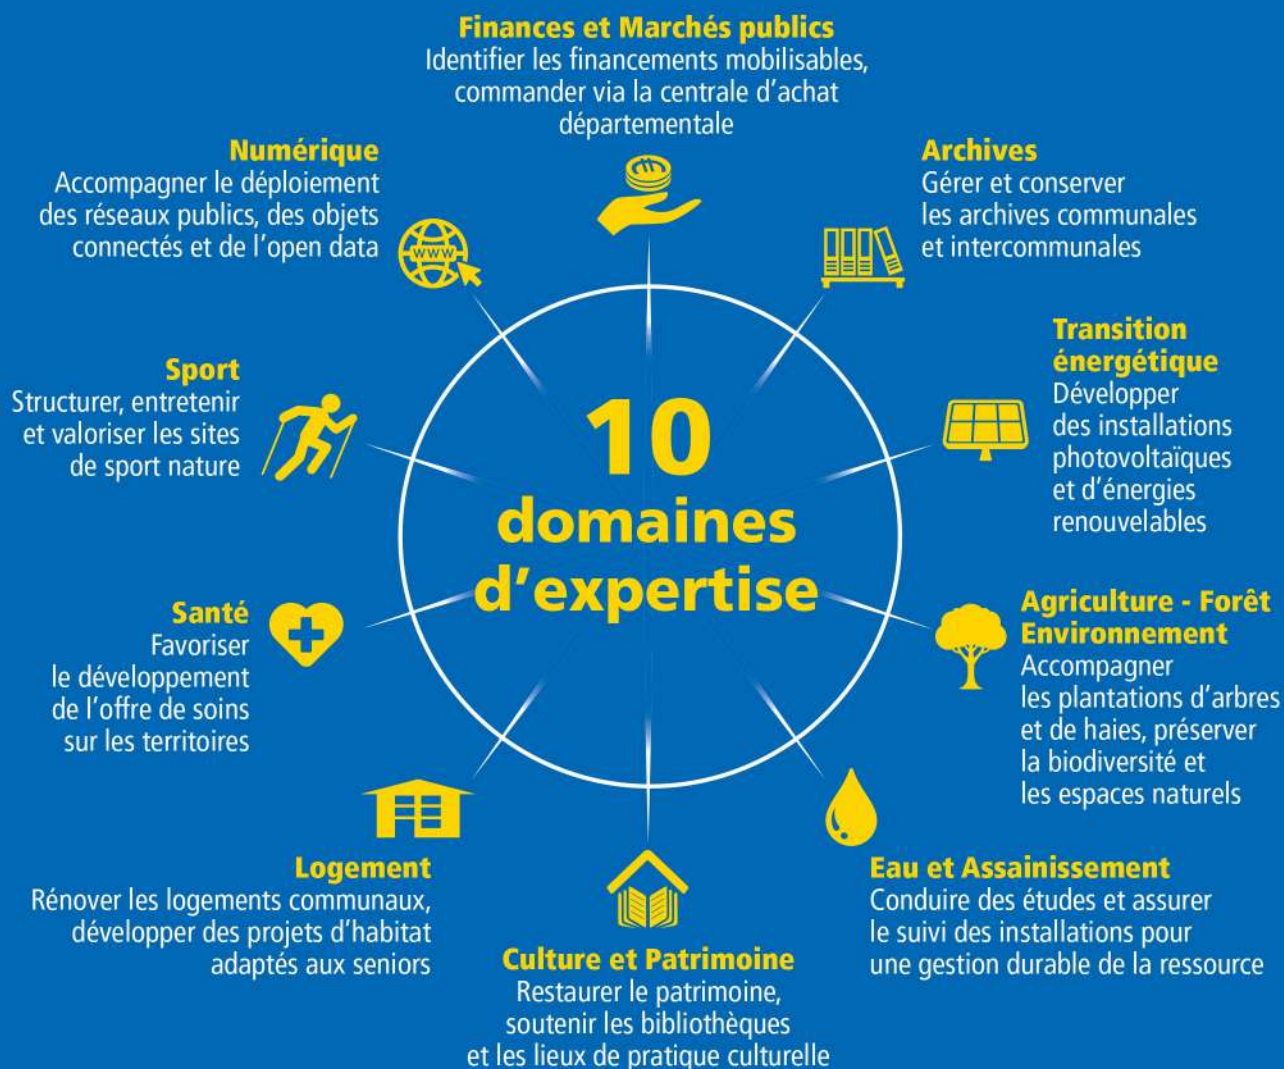 Finances et Marchés publics
Identifier les financements mobilisables,
commander via la centrale d'achat
départementale
Archives
Gérer et conserver
les archives communales
et intercommunales
Transition
énergétique
Développer
des installations
photovoltaïques
et d'énergies
renouvelables
Agriculture - Forêt
Environnement
Accompagner
les plantations d'arbres
et de haies, préserver
la biodiversité et
les espaces naturels
Eau et Assainissement
Conduire des études et assurer
le suivi des installations pour
une gestion durable de la ressource
Culture et Patrimoine
Restaurer le patrimoine,
soutenir les bibliothèques
et les lieux de pratique culturelle
Logement
Rénover les logements communaux,
développer des projets d'habitat
adaptés aux seniors
Santé
Favoriser
le développement
de l'offre de soins
sur les territoires
Sport
Structurer, entretenir
et valoriser les sites
de sport nature
Numérique
Accompagner le déploiement
des réseaux publics, des objets
connectés et de l'open data
www
10
domaines
d'expertise